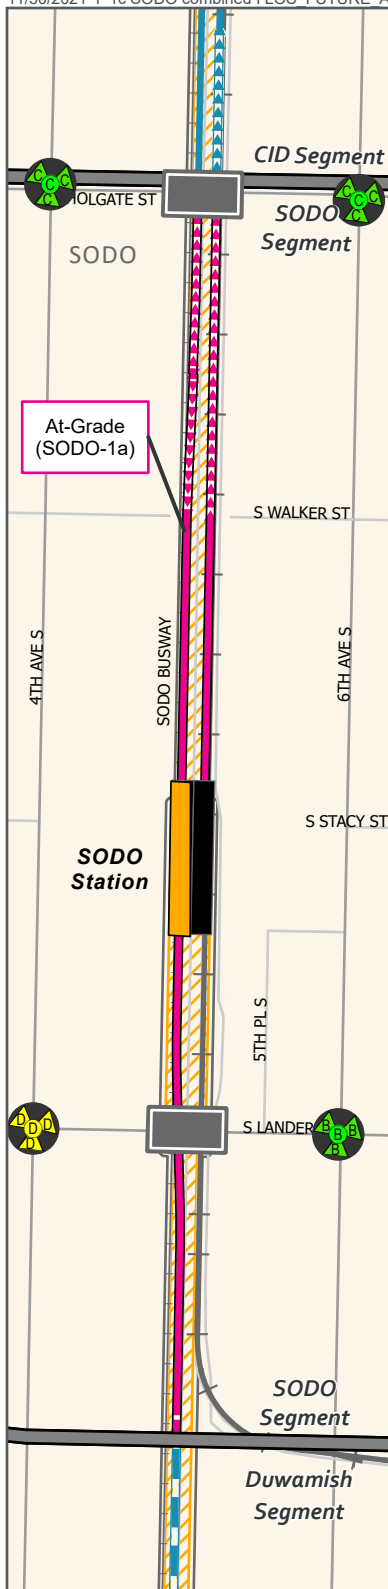 CID Segment
C C C C
C C C C
OLGATE ST
SODO
Segment
SODO
At-Grade
(SODO-1a)
S WALKER ST
4TH AVE S
SODO BUSWAY
6TH AVE S
S STACY ST
SODO
Station
5TH PL S
D D D D
S LANDER
B B B B
SODO
Segment
Duwamish
Segment